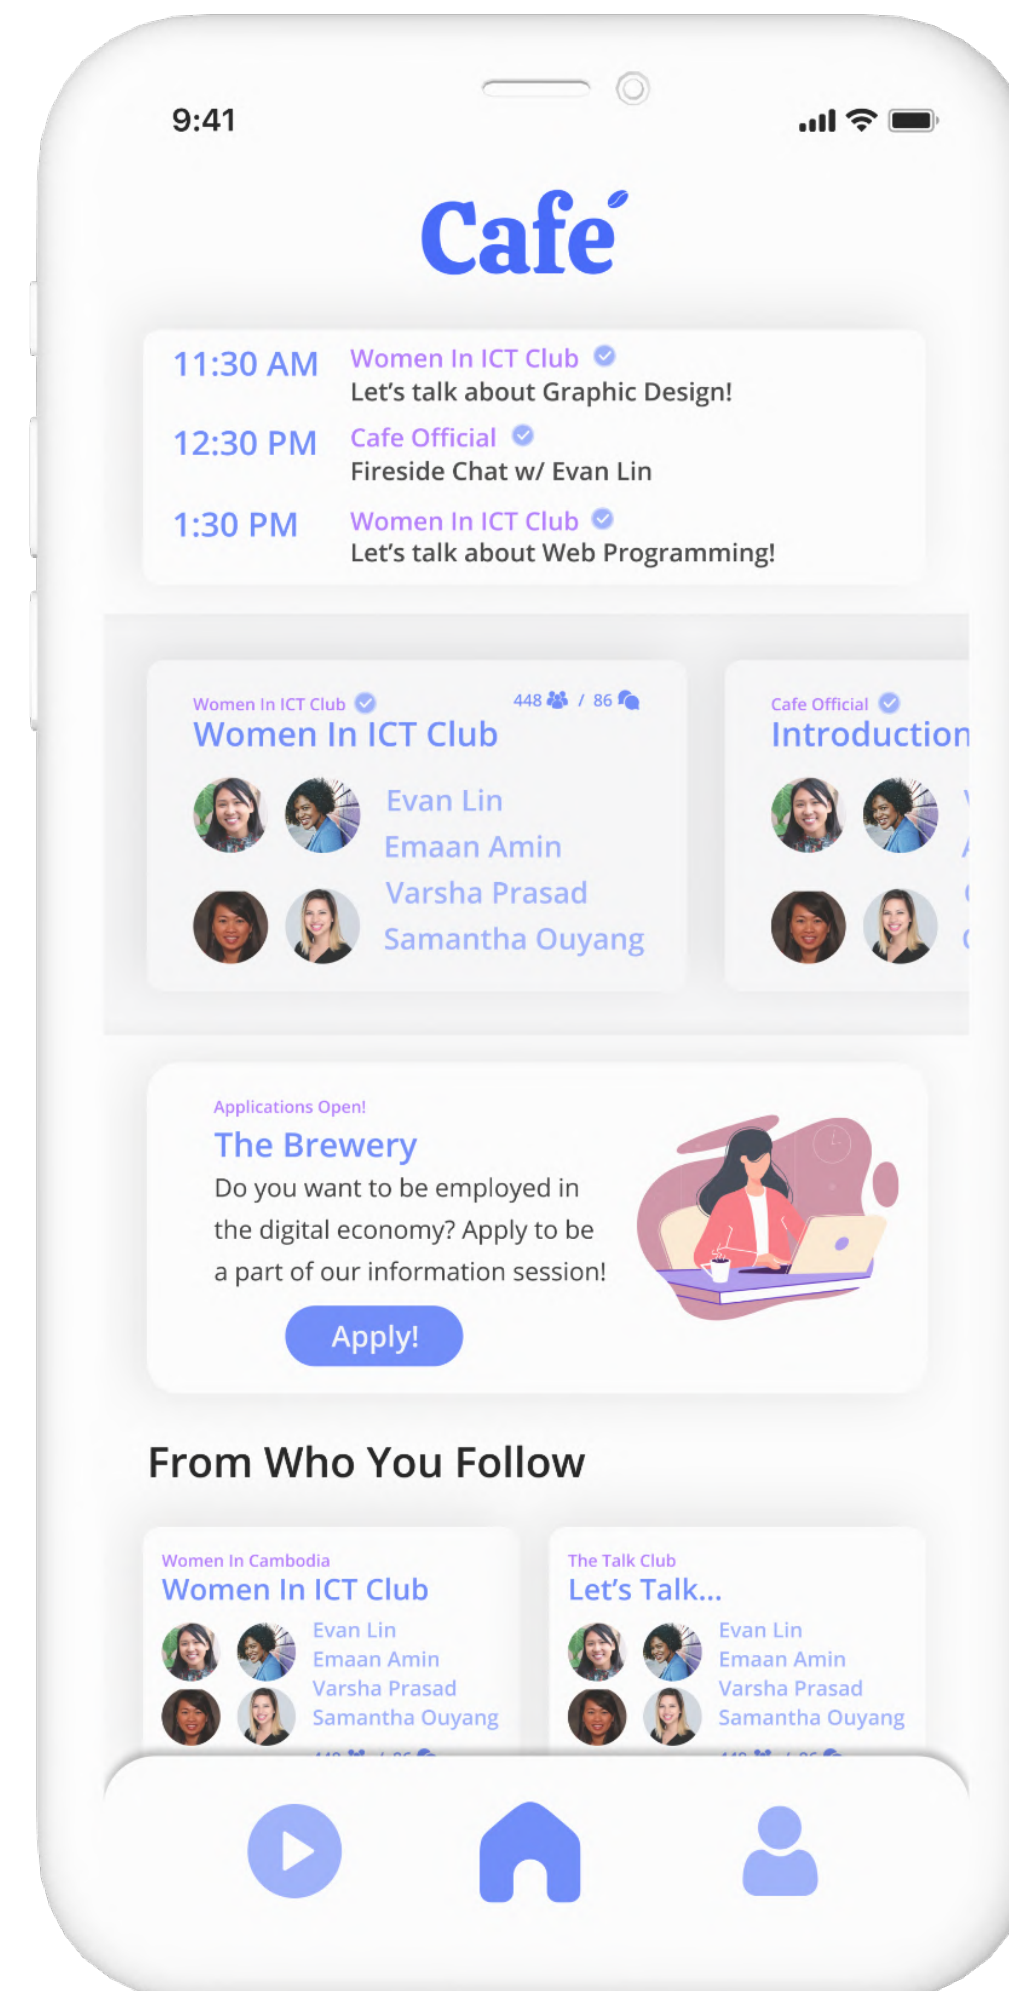 9:41
Cafe
11:30 AM
Women In ICT Club
Let's talk about Graphic Design!
12:30 PM
Cafe Official
Fireside Chat w/ Evan Lin
1:30 PM
Women In ICT Club
Let's talk about Web Programming!
Women In ICT Club
448 / 86
Women In ICT Club
Evan Lin
Emaan Amin
Varsha Prasad
Samantha Ouyang
Cafe Official
Introduction
Applications Open!
The Brewery
Do you want to be employed in
the digital economy? Apply to be
a part of our information session!
Apply!
From Who You Follow
Women In Cambodia
Women In ICT Club
Evan Lin
Emaan Amin
Varsha Prasad
Samantha Ouyang
The Talk Club
Let's Talk...
Evan Lin
Emaan Amin
Varsha Prasad
Samantha Ouyang